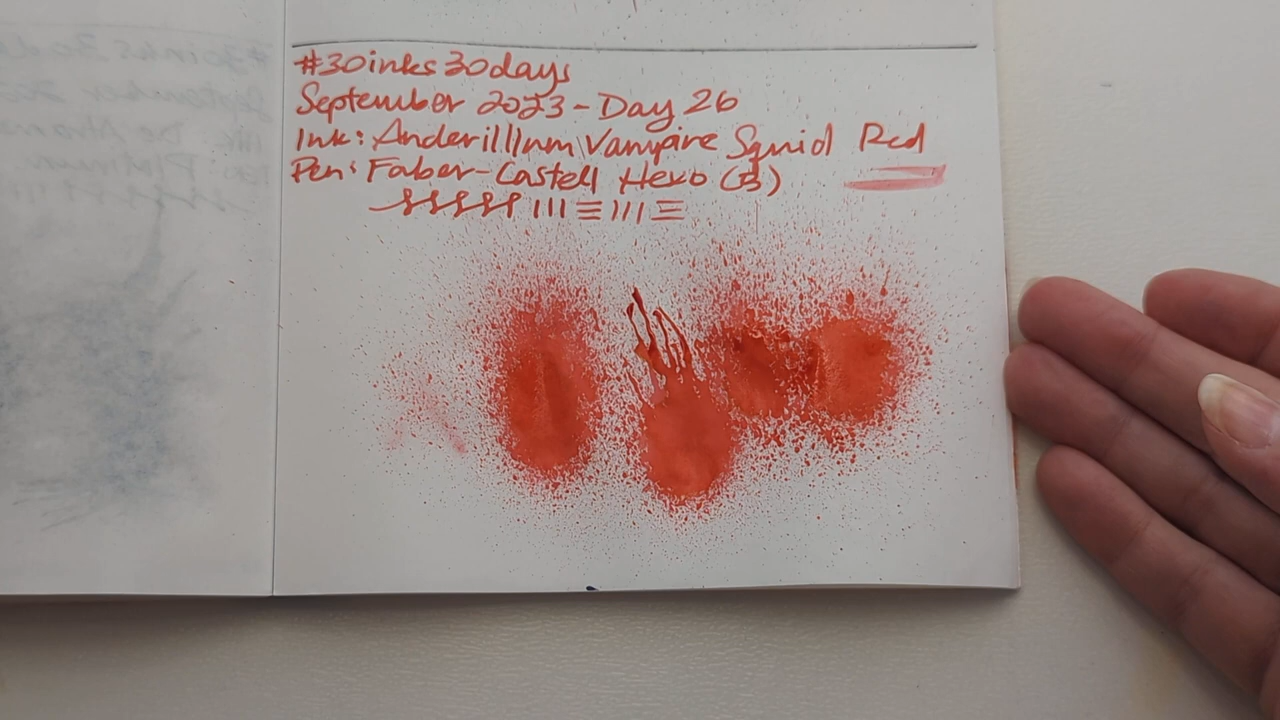 #30inks30days
September 2023 - Day 26
Ink: Anderillium Vampire Squid Red
Pen: Faber-Castell Hexo (B)